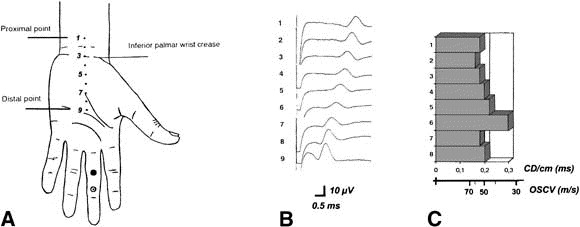 Proximal point
1
3
Inferior palmar wrist crease
5
7
Distal point
9
A
1
2
3
4
5
6
7
8
9
10 µV
0.5 ms
B
1
2
3
4
5
6
7
8
0 0,1 0,2 0,3 CD/cm (ms)
70 50 30 OSCV (m/s)
C